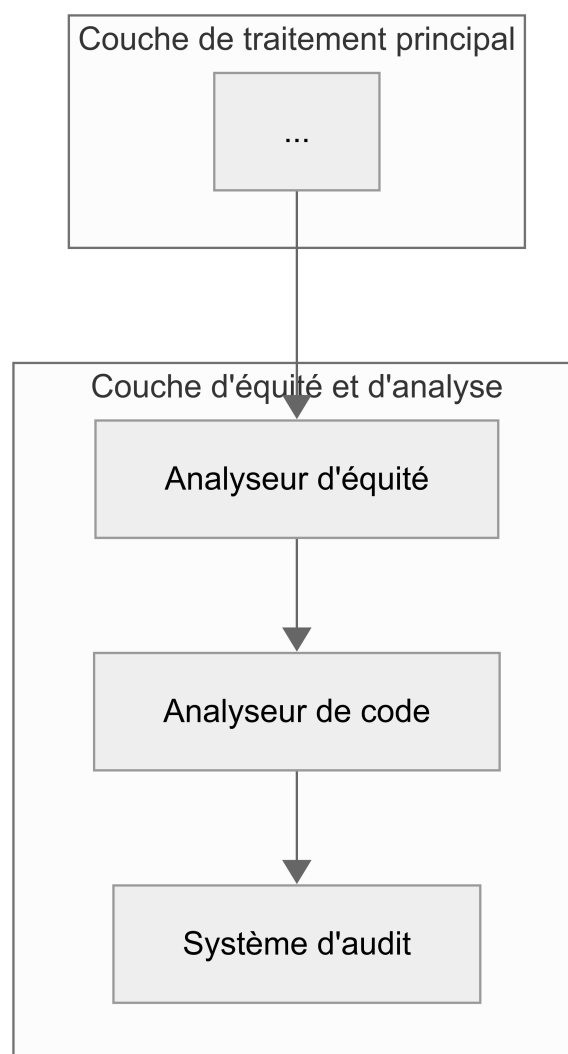 Couche de traitement principal
...
Couche d'équité et d'analyse
Analyseur d'équité
Analyseur de code
Système d'audit